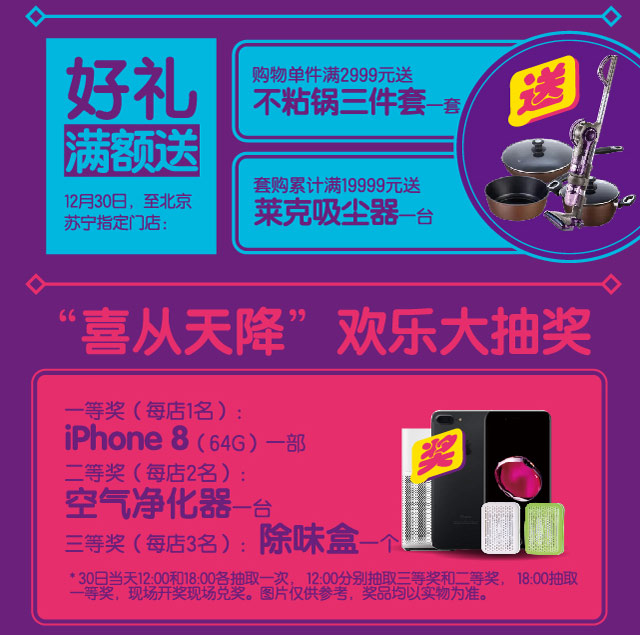 好礼
满额送
12月30日，至北京
苏宁指定门店：
购物单件满2999元送
不粘锅三件套一套
套购累计满19999元送
莱克吸尘器一台
送
“喜从天降” 欢乐大抽奖
一等奖（每店1名）：
iPhone 8（64G）一部
二等奖（每店2名）：
空气净化器一台
三等奖（每店3名）：除味盒一个
奖
*30日当天12:00和18:00各抽取一次， 12:00分别抽取三等奖和二等奖， 18:00抽取
一等奖，现场开奖现场兑奖。图片仅供参考，奖品均以实物为准。